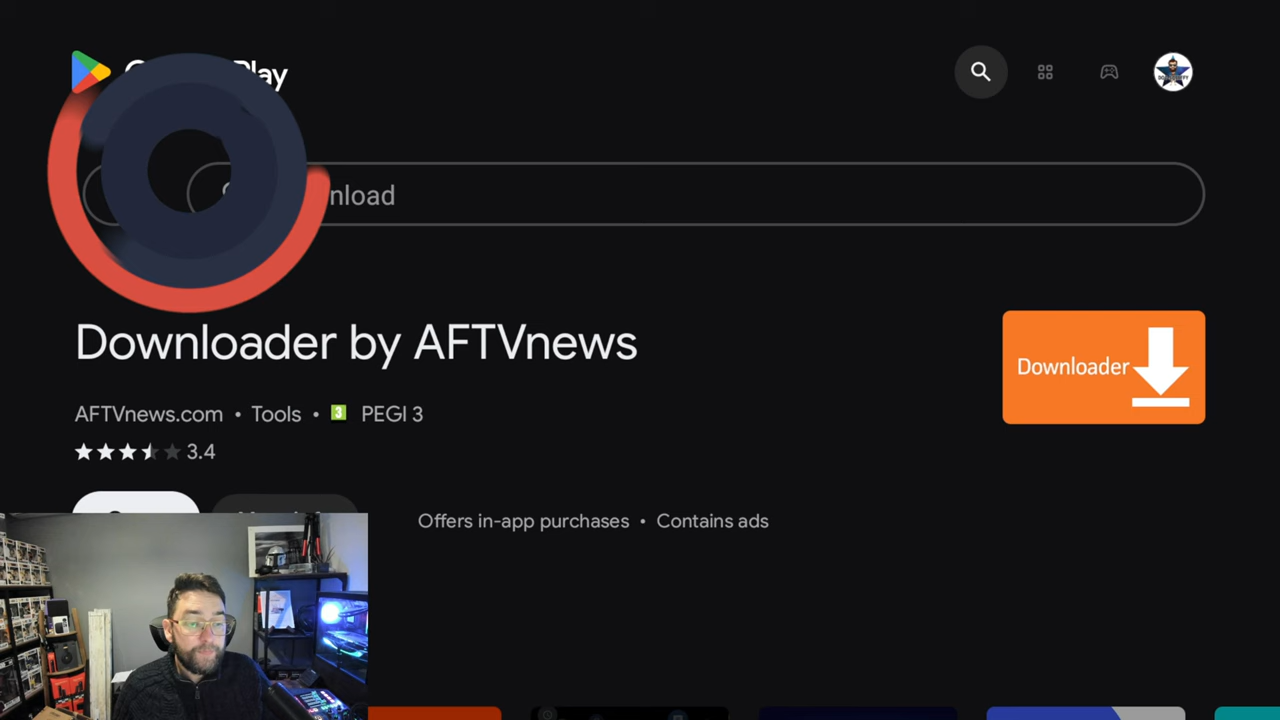 Play
nload
Downloader by AFTVnews
Downloader
AFTVnews.com • Tools • 3 PEGI 3
3.4
Offers in-app purchases • Contains ads